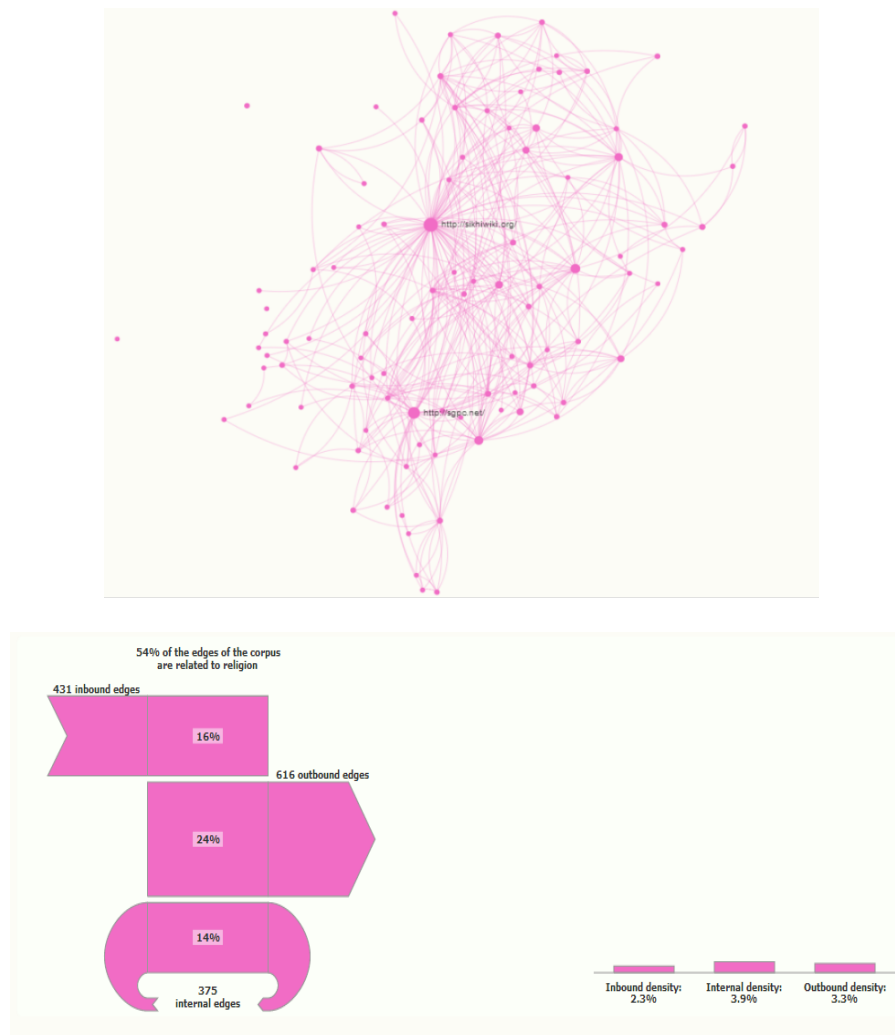 http://sikhiwiki.org/
http://sgpc.net/
54% of the edges of the corpus
are related to religion
431 inbound edges
16%
616 outbound edges
24%
14%
375
internal edges
Inbound density:
2.3%
Internal density:
3.9%
Outbound density:
3.3%